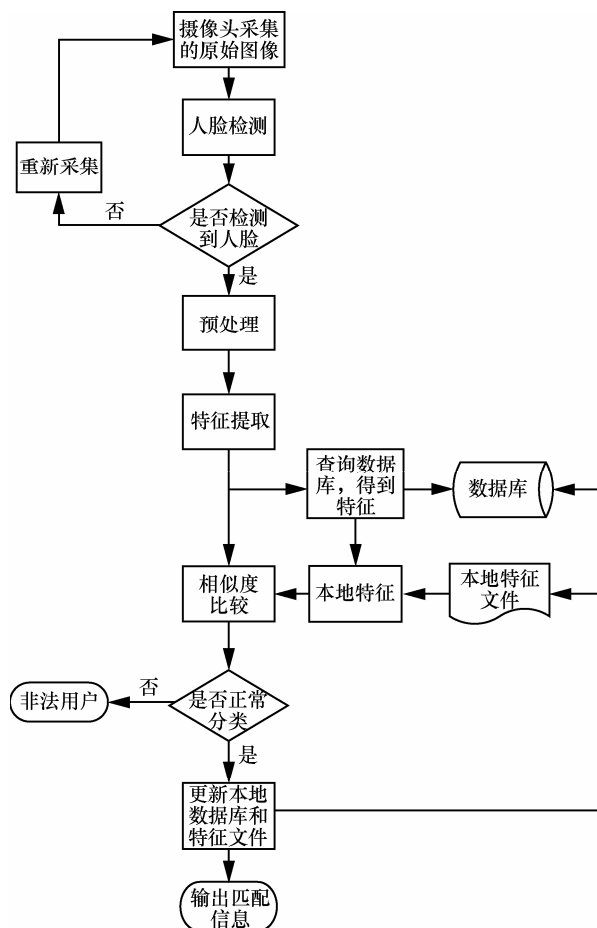 摄像头采集
的原始图像
人脸检测
重新采集
否
是否检测
到人脸
是
预处理
特征提取
查询数据
库，得到
特征
数据库
相似度
比较
本地特征
本地特征
文件
否
非法用户
是否正常
分类
是
更新本地
数据库和
特征文件
输出匹配
信息